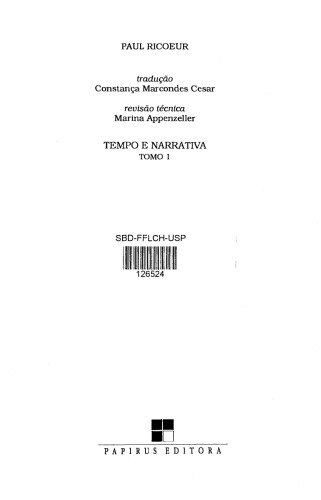 PAUL RICOEUR
tradução
Constança Marcondes Cesar
revisão técnica
Marina Appenzeller
TEMPO E NARRATIVA
TOMO 1
SBD-FFLCH-USP
126524
PAPIRUS EDITORA